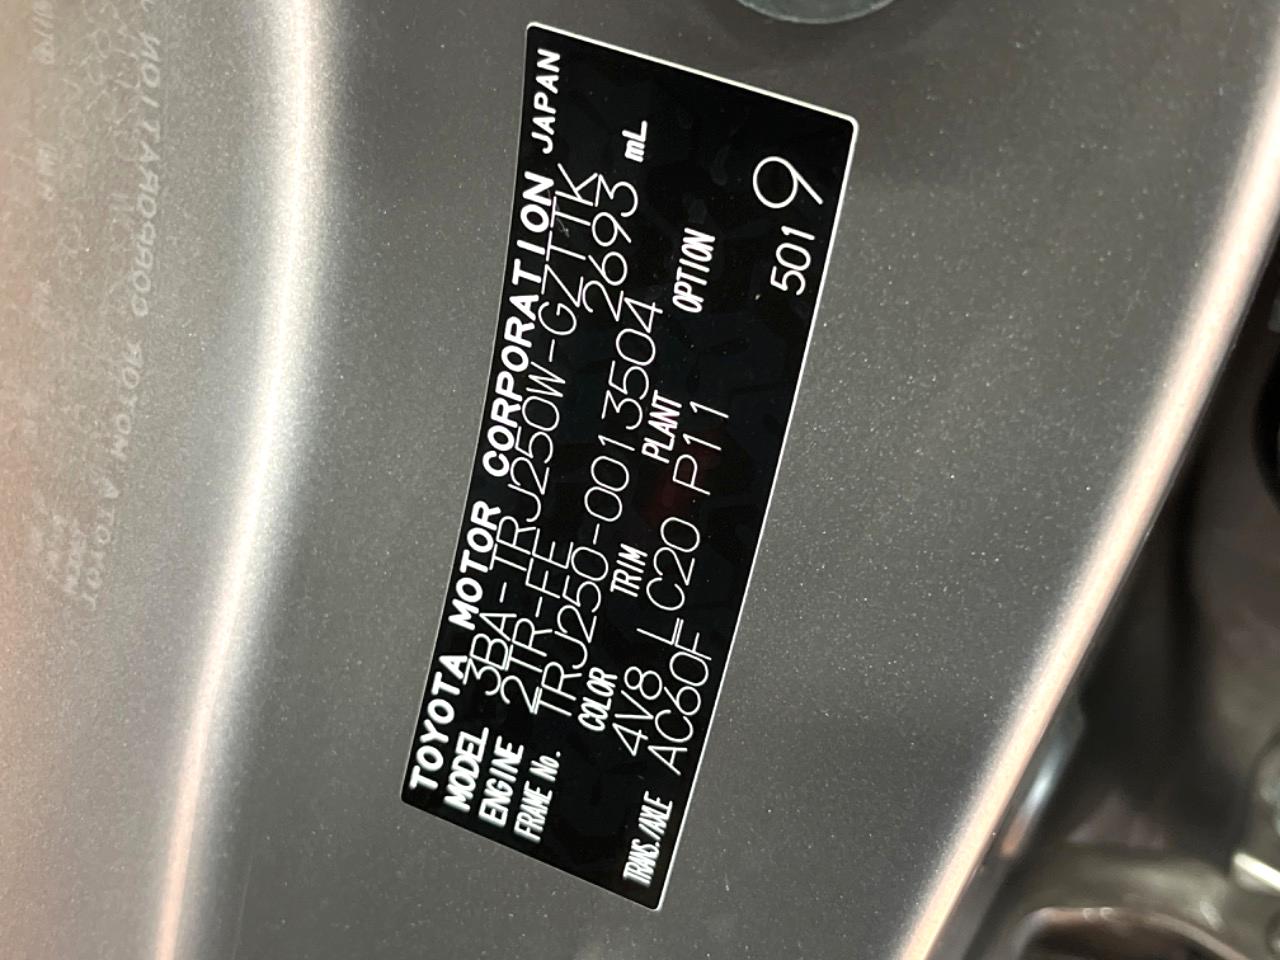 TOYOTA MOTOR CORPORATION JAPAN
MODEL 3BA-TRJ250W-GZTTK
ENGINE 2TR-FE 2693 mL
FRAME No. TRJ250-0013504
COLOR TRIM PLANT OPTION
4V8 LC20 P11
TRANS./AXLE AC60F
5019